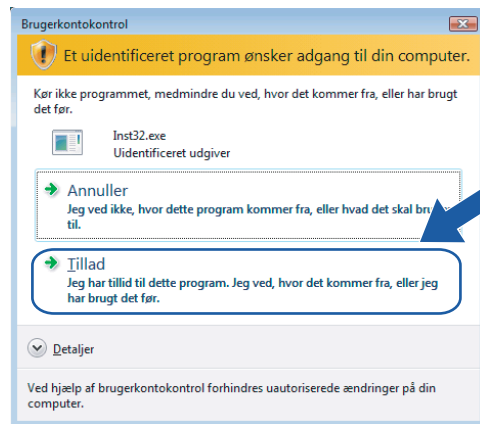 Brugerkontokontrol
Et uidentificeret program ønsker adgang til din computer.
Kør ikke programmet, medmindre du ved, hvor det kommer fra, eller har brugt
det før.
Inst32.exe
Uidentificeret udgiver
Annuller
Jeg ved ikke, hvor dette program kommer fra, eller hvad det skal
til.
Tillad
Jeg har tillid til dette program. Jeg ved, hvor det kommer fra, eller jeg
har brugt det før.
Detaljer
Ved hjælp af brugerkontokontrol forhindres uautoriserede ændringer på din
computer.